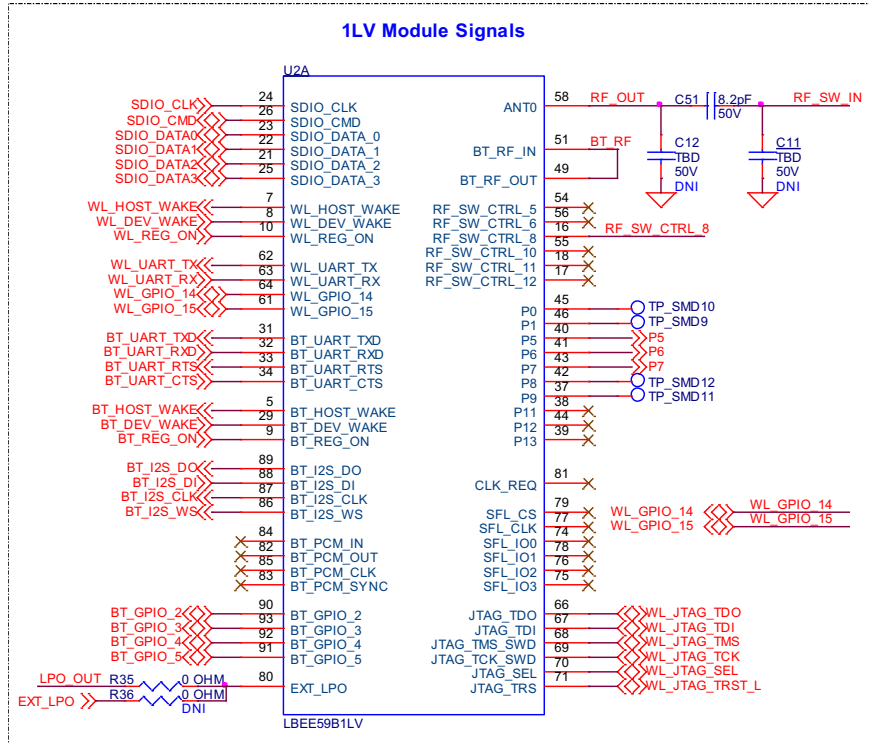 1LV Module Signals
U2A
SDIO_CLK 24 SDIO_CLK
SDIO_CMD 26 SDIO_CMD
SDIO_DATA0 23 SDIO_DATA_0
SDIO_DATA1 22 SDIO_DATA_1
SDIO_DATA2 21 SDIO_DATA_2
SDIO_DATA3 25 SDIO_DATA_3
WL_HOST_WAKE 7 WL_HOST_WAKE
WL_DEV_WAKE 8 WL_DEV_WAKE
WL_REG_ON 10 WL_REG_ON
WL_UART_TX 62 WL_UART_TX
WL_UART_RX 63 WL_UART_RX
WL_GPIO_14 64 WL_GPIO_14
WL_GPIO_15 61 WL_GPIO_15
BT_UART_TXD 31 BT_UART_TXD
BT_UART_RXD 32 BT_UART_RXD
BT_UART_RTS 33 BT_UART_RTS
BT_UART_CTS 34 BT_UART_CTS
BT_HOST_WAKE 5 BT_HOST_WAKE
BT_DEV_WAKE 29 BT_DEV_WAKE
BT_REG_ON 9 BT_REG_ON
BT_I2S_DO 89 BT_I2S_DO
BT_I2S_DI 88 BT_I2S_DI
BT_I2S_CLK 87 BT_I2S_CLK
BT_I2S_WS 86 BT_I2S_WS
84 BT_PCM_IN
82 BT_PCM_OUT
85 BT_PCM_CLK
83 BT_PCM_SYNC
BT_GPIO_2 90 BT_GPIO_2
BT_GPIO_3 93 BT_GPIO_3
BT_GPIO_4 92 BT_GPIO_4
BT_GPIO_5 91 BT_GPIO_5
LPO_OUT R35 0 OHM 80 EXT_LPO
EXT_LPO R36 0 OHM
DNI
LBEE59B1LV
ANT0 58 RF_OUT C51 8.2pF RF_SW_IN
50V
BT_RF_IN 51 BT_RF
BT_RF_OUT 49
C12
TBD
50V
DNI
C11
TBD
50V
DNI
RF_SW_CTRL_5 54
RF_SW_CTRL_6 56
RF_SW_CTRL_8 16 RF_SW_CTRL_8
RF_SW_CTRL_10 55
RF_SW_CTRL_11 18
RF_SW_CTRL_12 17
P0 45 TP_SMD10
P1 46 TP_SMD9
P5 40 P5
P6 41 P6
P7 43 P7
P8 42 TP_SMD12
P9 37 TP_SMD11
P11 38
P12 44
P13 39
CLK_REQ 81
SFL_CS 79
SFL_CLK 77
SFL_IO0 74
SFL_IO1 78
SFL_IO2 76
SFL_IO3 75
WL_GPIO_14 WL_GPIO_14
WL_GPIO_15 WL_GPIO_15
JTAG_TDO 66 WL_JTAG_TDO
JTAG_TDI 67 WL_JTAG_TDI
JTAG_TMS_SWD 68 WL_JTAG_TMS
JTAG_TCK_SWD 69 WL_JTAG_TCK
JTAG_SEL 70 WL_JTAG_SEL
JTAG_TRS 71 WL_JTAG_TRST_L